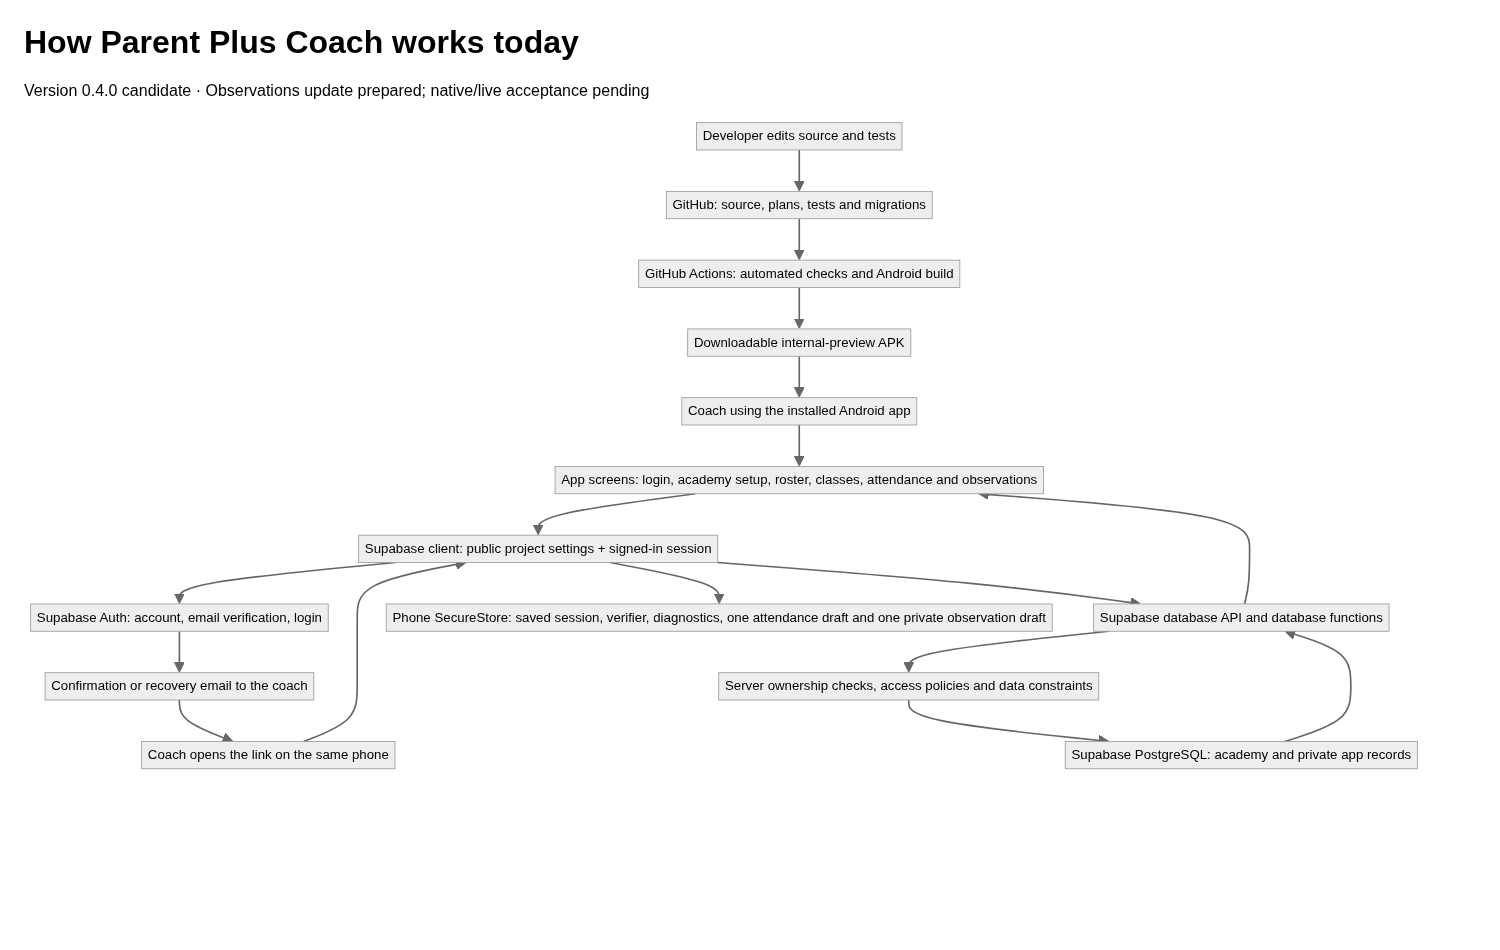 How Parent Plus Coach works today
Version 0.4.0 candidate · Observations update prepared; native/live acceptance pending
Developer edits source and tests
GitHub: source, plans, tests and migrations
GitHub Actions: automated checks and Android build
Downloadable internal-preview APK
Coach using the installed Android app
App screens: login, academy setup, roster, classes, attendance and observations
Supabase client: public project settings + signed-in session
Supabase Auth: account, email verification, login
Phone SecureStore: saved session, verifier, diagnostics, one attendance draft and one private observation draft
Supabase database API and database functions
Confirmation or recovery email to the coach
Server ownership checks, access policies and data constraints
Coach opens the link on the same phone
Supabase PostgreSQL: academy and private app records